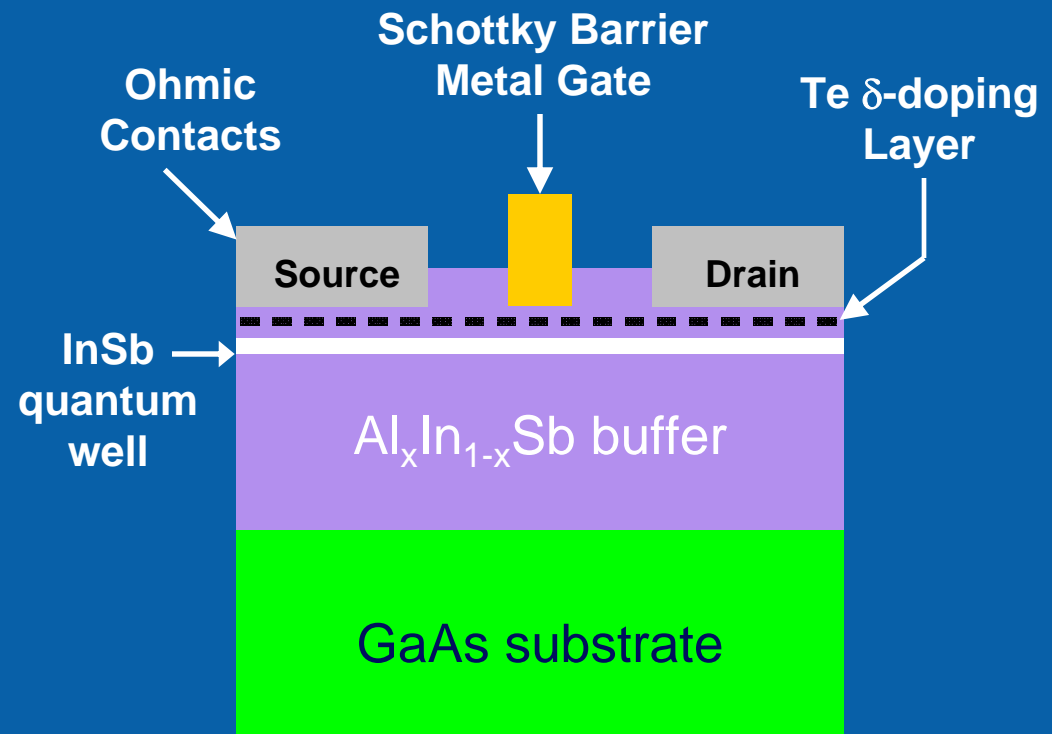 Schottky Barrier
Metal Gate
Ohmic
Contacts
Te δ-doping
Layer
Source
Drain
InSb
quantum
well
AlₓIn₁₋ₓSb buffer
GaAs substrate